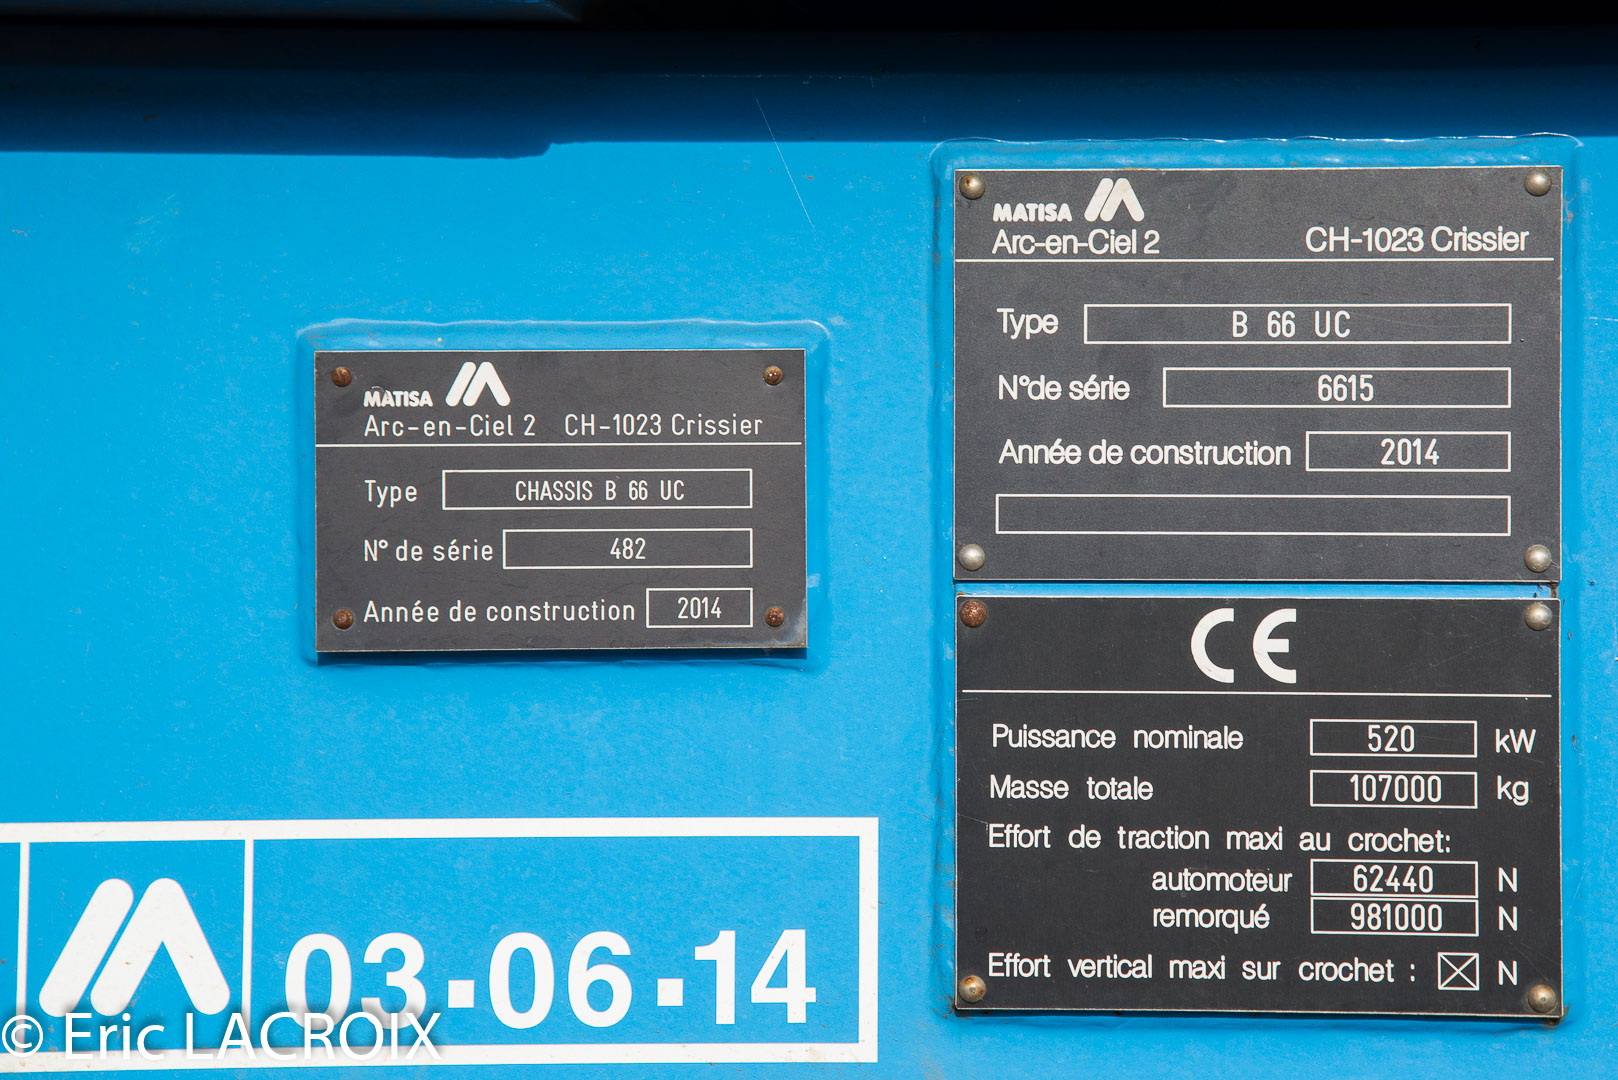 MATISA
Arc-en-Ciel 2 CH-1023 Crissier
Type CHASSIS B 66 UC
N° de série 482
Année de construction 2014
MATISA
Arc-en-Ciel 2 CH-1023 Crissier
Type B 66 UC
N°de série 6615
Année de construction 2014
CE
Puissance nominale 520 kW
Masse totale 107000 kg
Effort de traction maxi au crochet:
automoteur 62440 N
remorqué 981000 N
Effort vertical maxi sur crochet : N
03·06·14
© Eric LACROIX